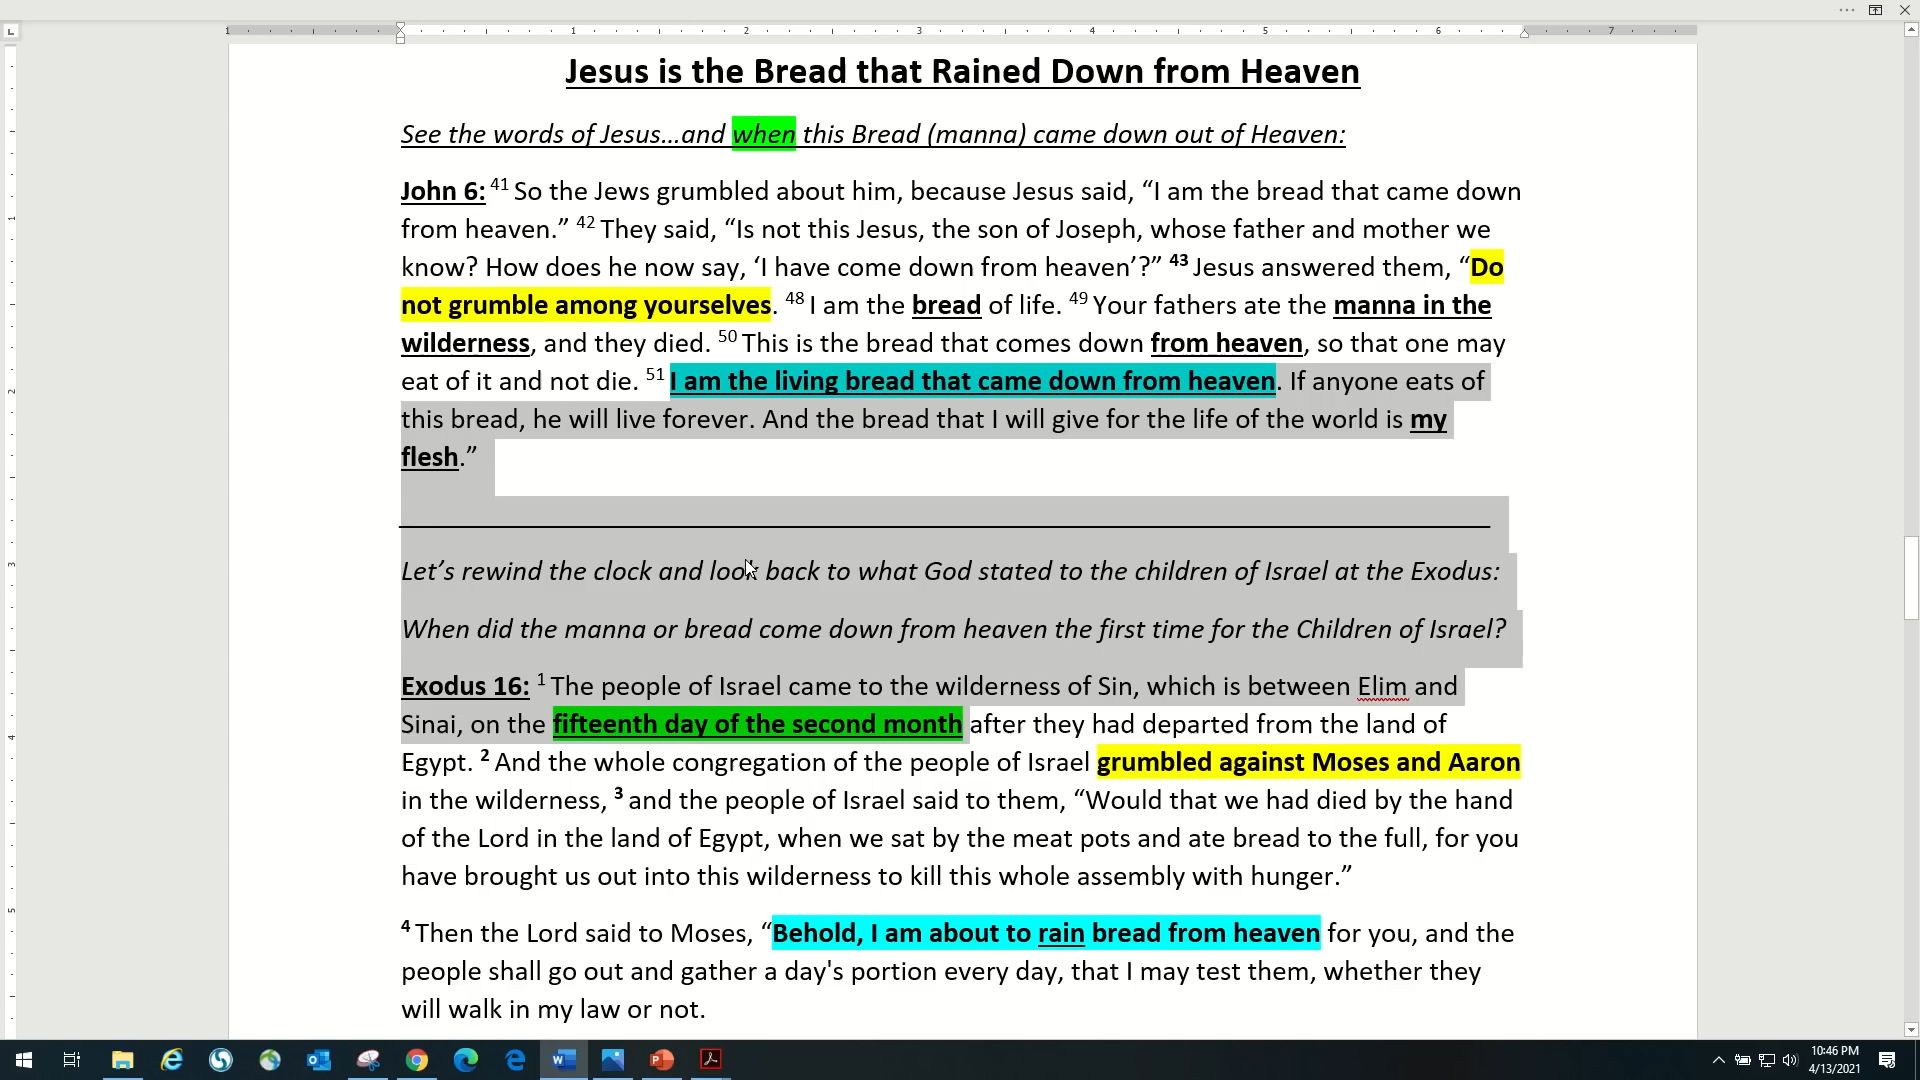 1 1 2 3 4 5 6 7
Jesus is the Bread that Rained Down from Heaven
See the words of Jesus…and when this Bread (manna) came down out of Heaven:
John 6: 41 So the Jews grumbled about him, because Jesus said, “I am the bread that came down
from heaven.” 42 They said, “Is not this Jesus, the son of Joseph, whose father and mother we
know? How does he now say, ‘I have come down from heaven’?” 43 Jesus answered them, “Do
not grumble among yourselves. 48 I am the bread of life. 49 Your fathers ate the manna in the
wilderness, and they died. 50 This is the bread that comes down from heaven, so that one may
eat of it and not die. 51 I am the living bread that came down from heaven. If anyone eats of
this bread, he will live forever. And the bread that I will give for the life of the world is my
flesh.”
Let’s rewind the clock and look back to what God stated to the children of Israel at the Exodus:
When did the manna or bread come down from heaven the first time for the Children of Israel?
Exodus 16: 1 The people of Israel came to the wilderness of Sin, which is between Elim and
Sinai, on the fifteenth day of the second month after they had departed from the land of
Egypt. 2 And the whole congregation of the people of Israel grumbled against Moses and Aaron
in the wilderness, 3 and the people of Israel said to them, “Would that we had died by the hand
of the Lord in the land of Egypt, when we sat by the meat pots and ate bread to the full, for you
have brought us out into this wilderness to kill this whole assembly with hunger.”
4 Then the Lord said to Moses, “Behold, I am about to rain bread from heaven for you, and the
people shall go out and gather a day's portion every day, that I may test them, whether they
will walk in my law or not.
1
2
3
4
5
10:46 PM
4/13/2021